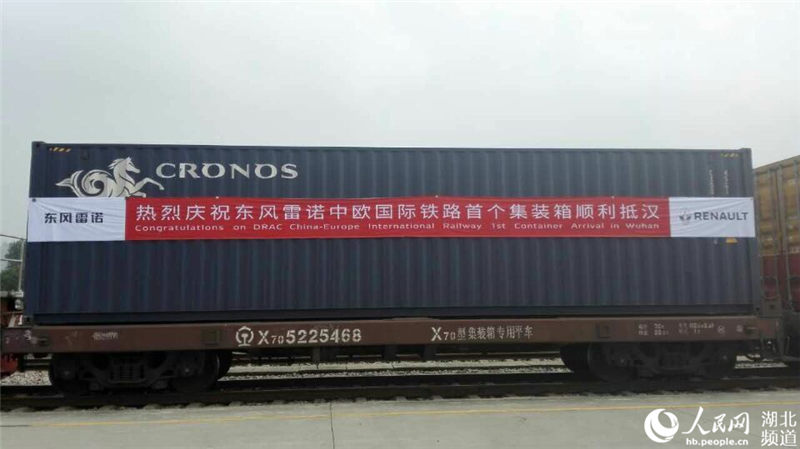 CRONOS
东风雷诺
热烈庆祝东风雷诺中欧国际铁路首个集装箱顺利抵汉
Congratulations on DRAC China-Europe International Railway 1st Container Arrival in Wuhan
RENAULT
X70 5225468
X70型集装箱专用平车
人民网 湖北频道
hb.people.cn